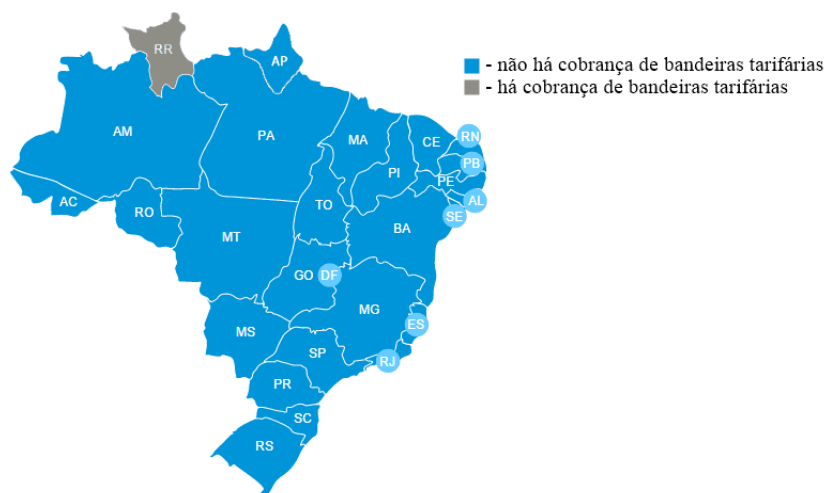 RR
AP
- não há cobrança de bandeiras tarifárias
- há cobrança de bandeiras tarifárias
AM
PA
MA
CE
RN
PB
PI
PE
AC
RO
TO
AL
SE
MT
BA
GO
DF
MG
ES
MS
SP
RJ
PR
SC
RS